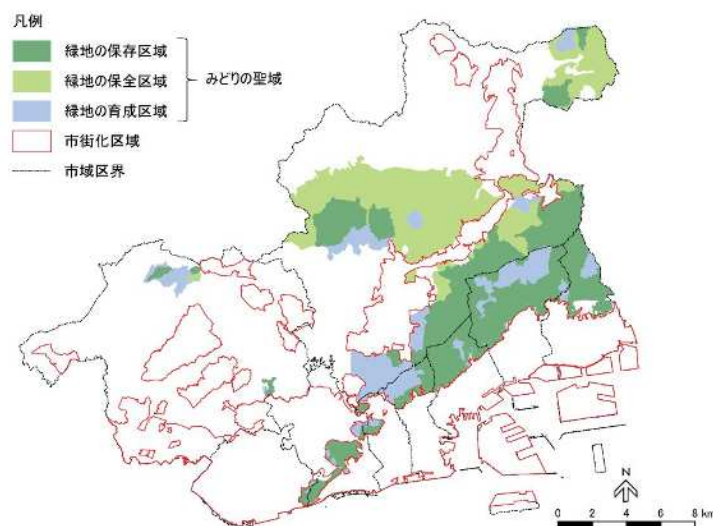 凡例
緑地の保存区域
緑地の保全区域
緑地の育成区域
みどりの聖域
市街化区域
市域区界
N
0 2 4 8 km